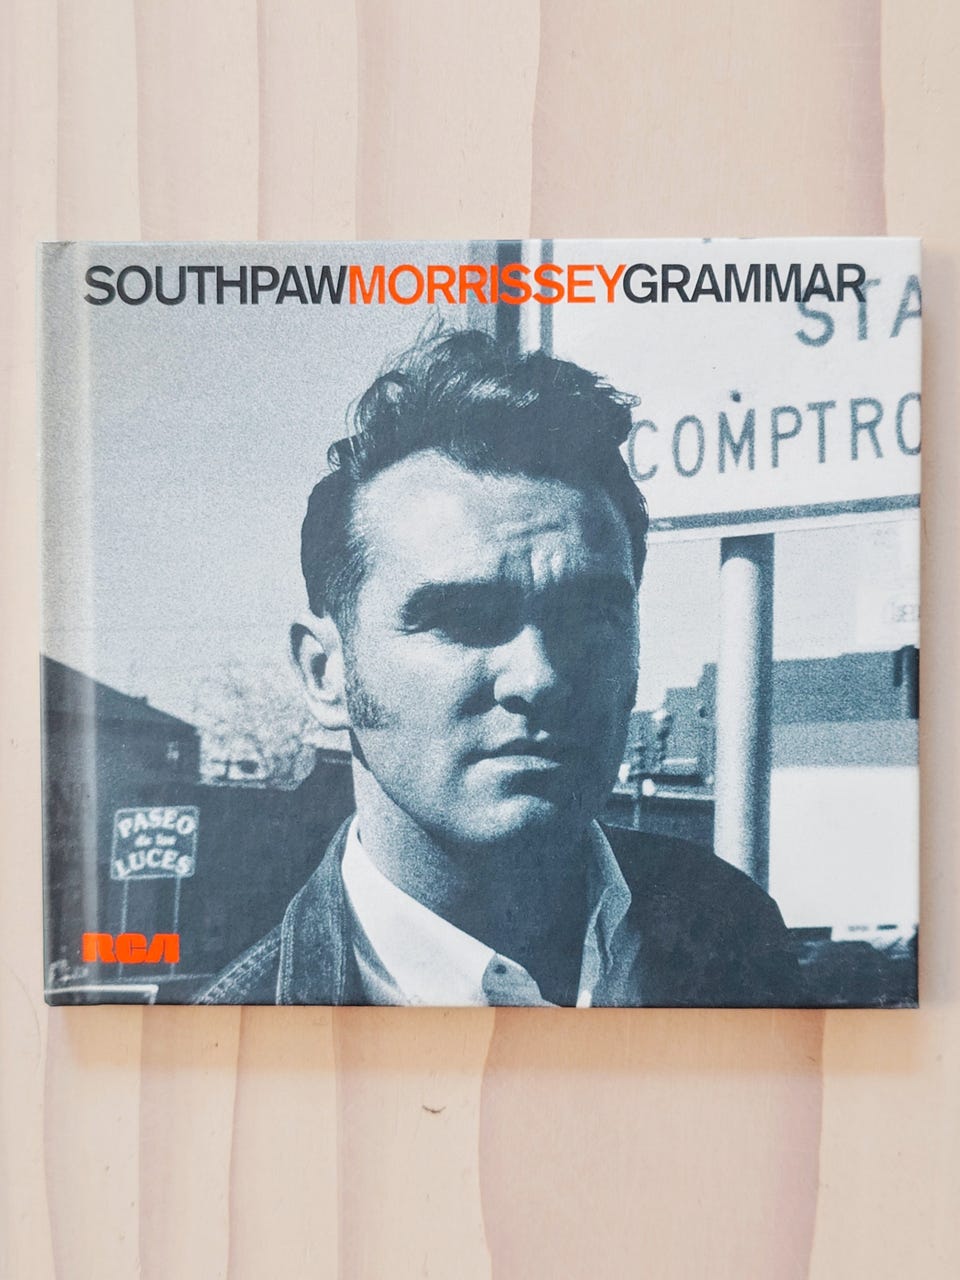 SOUTHPAWMORRISSEYGRAMMAR
STA
COMPTRO
PASEO
de las
LUCES
RCA